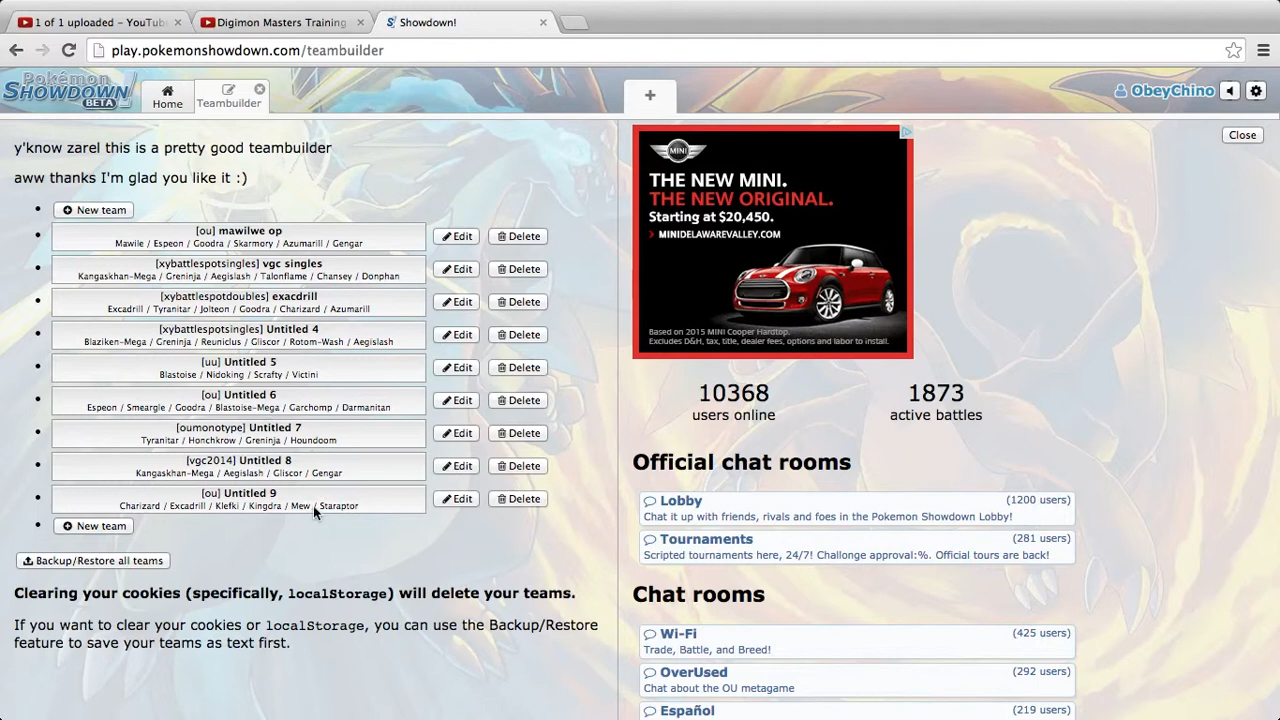 1 of 1 uploaded – YouTube
Digimon Masters Training
Showdown!
play.pokemonshowdown.com/teambuilder
Pokémon
SHOWDOWN
BETA
Home
Teambuilder
+
ObeyChino
y'know zarel this is a pretty good teambuilder
aww thanks I'm glad you like it :)
New team
[ou] mawilwe op
Mawile / Espeon / Goodra / Skarmory / Azumarill / Gengar
Edit
Delete
[xybattlespotsingles] vgc singles
Kangaskhan-Mega / Greninja / Aegislash / Talonflame / Chansey / Donphan
Edit
Delete
[xybattlespotdoubles] exacdrill
Excadrill / Tyranitar / Jolteon / Goodra / Charizard / Azumarill
Edit
Delete
[xybattlespotsingles] Untitled 4
Blaziken-Mega / Greninja / Reuniclus / Gliscor / Rotom-Wash / Aegislash
Edit
Delete
[uu] Untitled 5
Blastoise / Nidoking / Scrafty / Victini
Edit
Delete
[ou] Untitled 6
Espeon / Smeargle / Goodra / Blastoise-Mega / Garchomp / Darmanitan
Edit
Delete
[oumonotype] Untitled 7
Tyranitar / Honchkrow / Greninja / Houndoom
Edit
Delete
[vgc2014] Untitled 8
Kangaskhan-Mega / Aegislash / Gliscor / Gengar
Edit
Delete
[ou] Untitled 9
Charizard / Excadrill / Klefki / Kingdra / Mew / Staraptor
Edit
Delete
New team
Backup/Restore all teams
Clearing your cookies (specifically, localStorage) will delete your teams.
If you want to clear your cookies or localStorage, you can use the Backup/Restore
feature to save your teams as text first.
Close
MINI
THE NEW MINI.
THE NEW ORIGINAL.
Starting at $20,450.
MINIDELAWAREVALLEY.COM
Based on 2015 MINI Cooper Hardtop.
Excludes D&H, tax, title, dealer fees, options and labor to install.
10368
users online
1873
active battles
Official chat rooms
Lobby
(1200 users)
Chat it up with friends, rivals and foes in the Pokemon Showdown Lobby!
Tournaments
(281 users)
Scripted tournaments here, 24/7! Challonge approval:%. Official tours are back!
Chat rooms
Wi-Fi
(425 users)
Trade, Battle, and Breed!
OverUsed
(292 users)
Chat about the OU metagame
Español
(219 users)